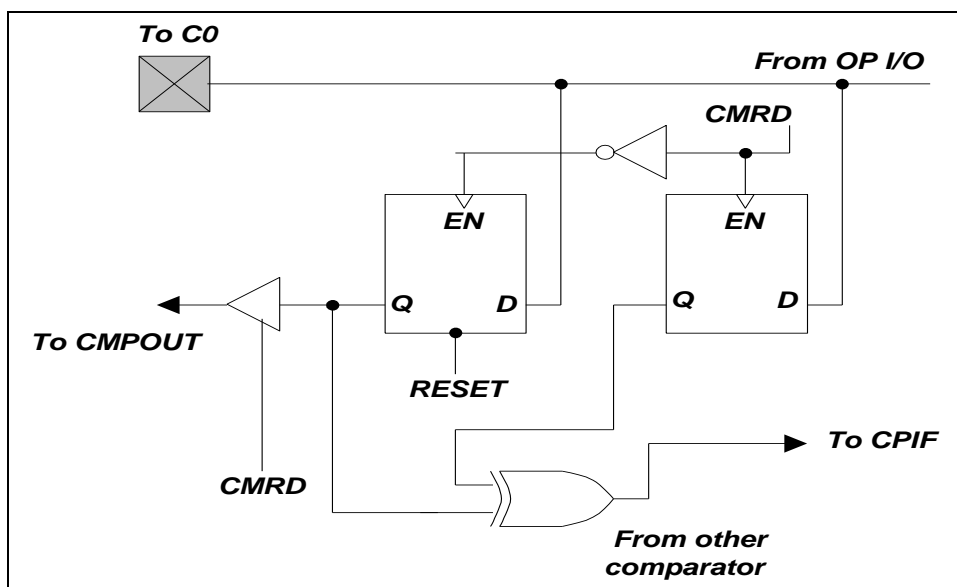 To C0
From OP I/O
CMRD
EN
EN
Q
D
Q
D
To CMPOUT
RESET
To CPIF
CMRD
From other
comparator